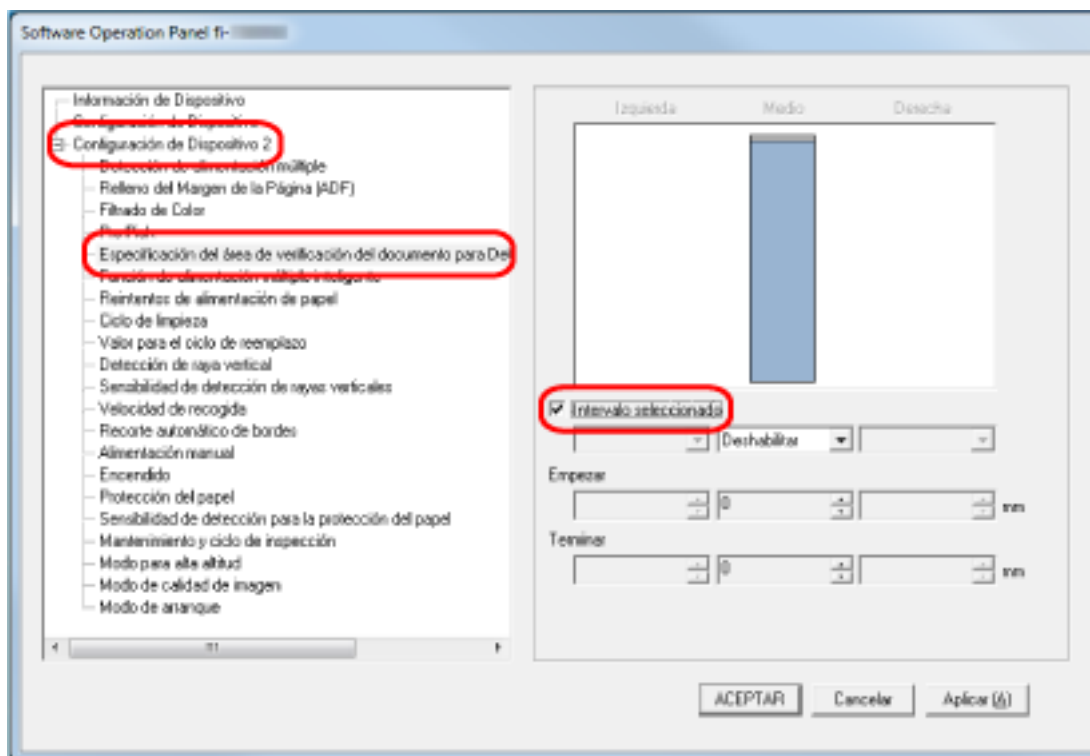 Software Operation Panel fi-
Información de Dispositivo
Configuración de Dispositivo
Configuración de Dispositivo 2
Detección de alimentación múltiple
Relleno del Margen de la Página (ADF)
Filtrado de Color
Pre-Pick
Especificación del área de verificación del documento para Det
Función de alimentación múltiple inteligente
Reintentos de alimentación de papel
Ciclo de limpieza
Valor para el ciclo de reemplazo
Detección de raya vertical
Sensibilidad de detección de rayas verticales
Velocidad de recogida
Recorte automático de bordes
Alimentación manual
Encendido
Protección del papel
Sensibilidad de detección para la protección del papel
Mantenimiento y ciclo de inspección
Modo para alta altitud
Modo de calidad de imagen
Modo de arranque
Izquierda Medio Derecha
Intervalo seleccionado
Deshabilitar
Empezar
0 mm
Terminar
0 mm
ACEPTAR Cancelar Aplicar (A)